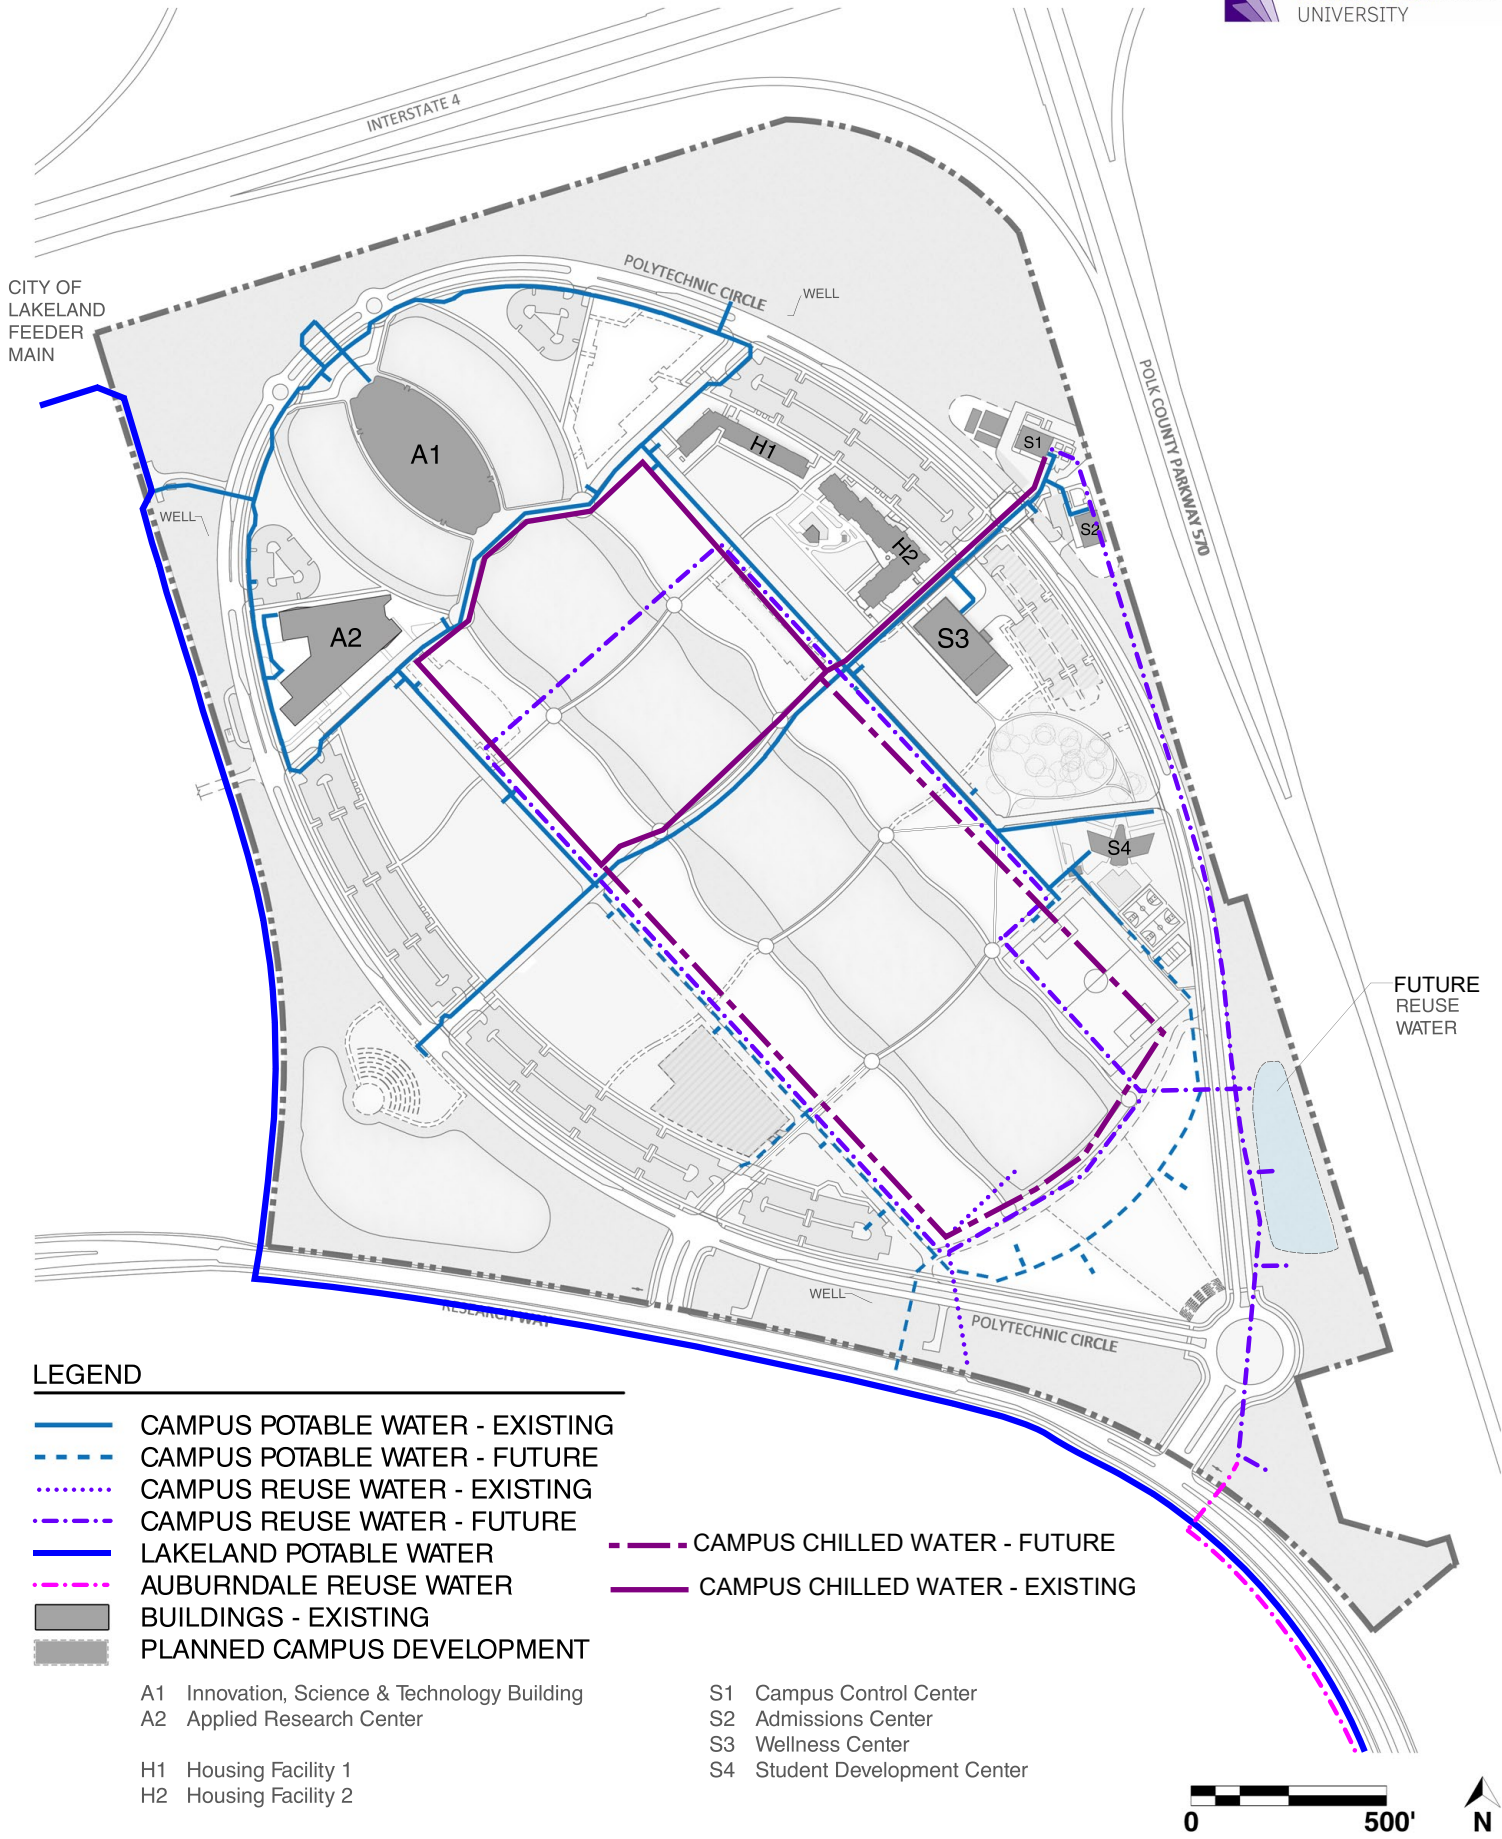 UNIVERSITY
INTERSTATE 4
POLYTECHNIC CIRCLE
WELL
CITY OF
LAKELAND
FEEDER
MAIN
POLK COUNTY PARKWAY 570
A1
H1
S1
WELL
S2
H2
A2
S3
S4
FUTURE
REUSE
WATER
WELL
RESEARCH WAY
POLYTECHNIC CIRCLE
LEGEND
CAMPUS POTABLE WATER - EXISTING
CAMPUS POTABLE WATER - FUTURE
CAMPUS REUSE WATER - EXISTING
CAMPUS REUSE WATER - FUTURE
LAKELAND POTABLE WATER
AUBURNDALE REUSE WATER
BUILDINGS - EXISTING
PLANNED CAMPUS DEVELOPMENT
CAMPUS CHILLED WATER - FUTURE
CAMPUS CHILLED WATER - EXISTING
A1 Innovation, Science & Technology Building
A2 Applied Research Center
H1 Housing Facility 1
H2 Housing Facility 2
S1 Campus Control Center
S2 Admissions Center
S3 Wellness Center
S4 Student Development Center
0 500' N